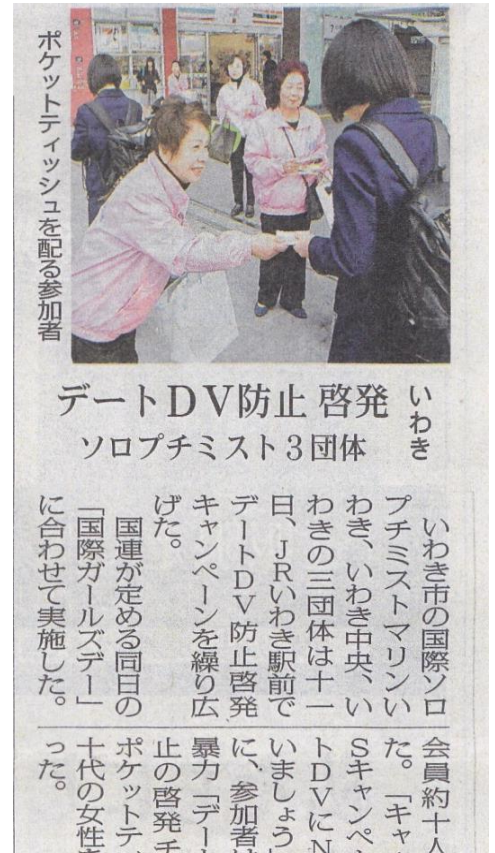 ポケットティッシュを配る参加者
デートDV防止 啓発
ソロプチミスト3団体
いわき
いわき市の国際ソロ
プチミストマリンい
わき、いわき中央、い
わきの三団体は十一
日、JRいわき駅前で
デートDV防止啓発
キャンペーンを繰り広
げた。
国連が定める同日の
「国際ガールズデー」
に合わせて実施した。
会員約十人
た。「キャ
Sキャンペ
トDVにN
いましょう
に、参加者は
暴力「デー
止の啓発チ
ポケットテ
十代の女性
った。